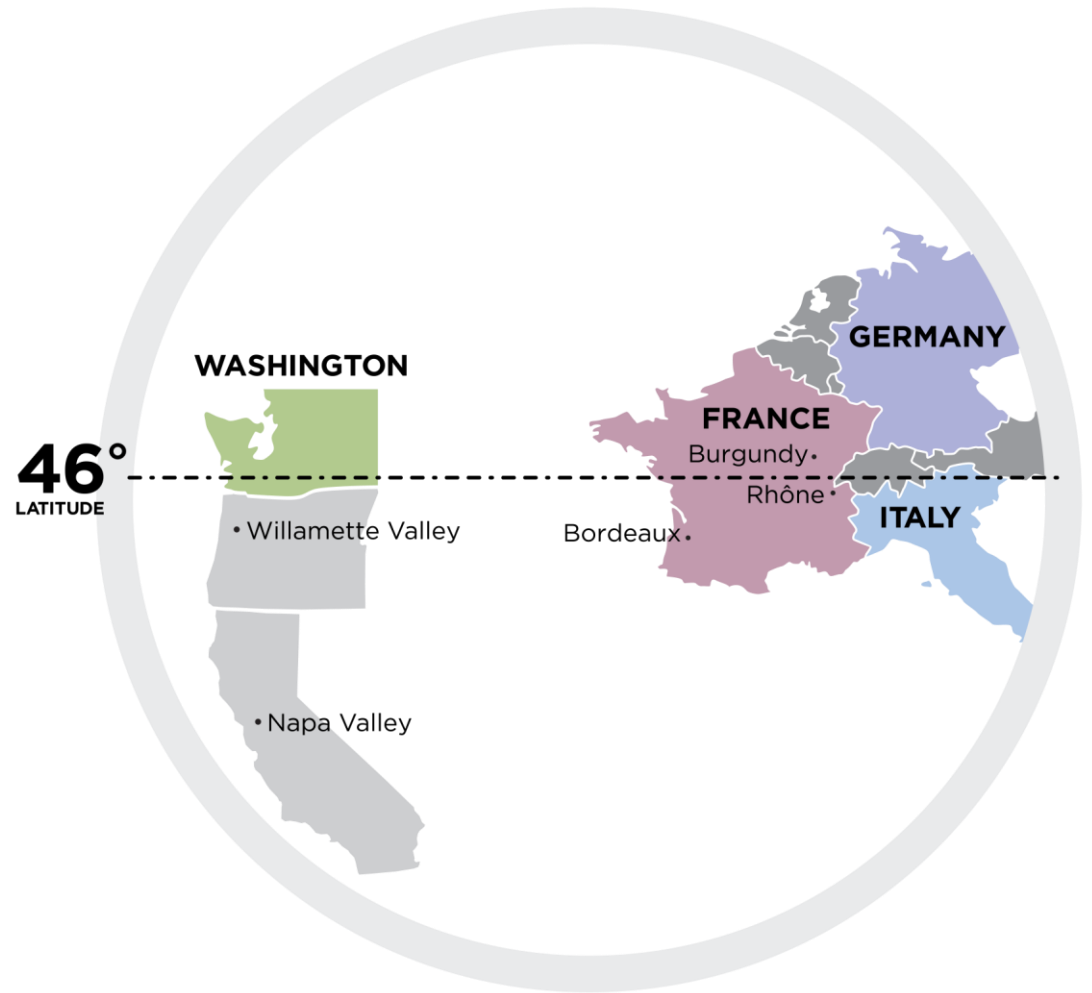 WASHINGTON
46°
LATITUDE
Willamette Valley
Napa Valley
GERMANY
FRANCE
Burgundy
Rhône
Bordeaux
ITALY